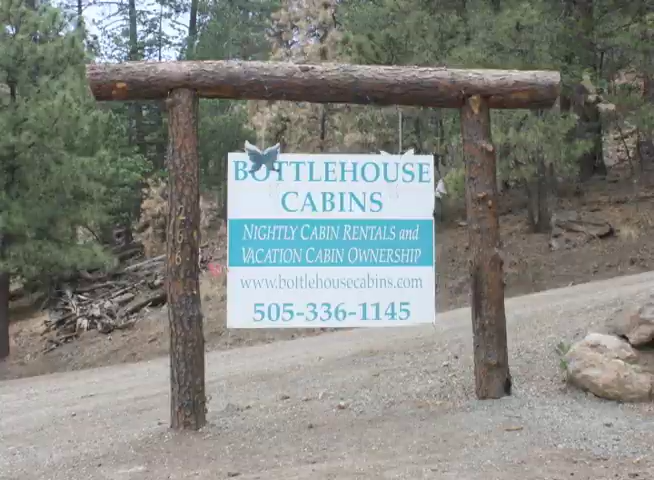 BOTTLEHOUSE
CABINS
NIGHTLY CABIN RENTALS and
VACATION CABIN OWNERSHIP
www.bottlehousecabins.com
505-336-1145